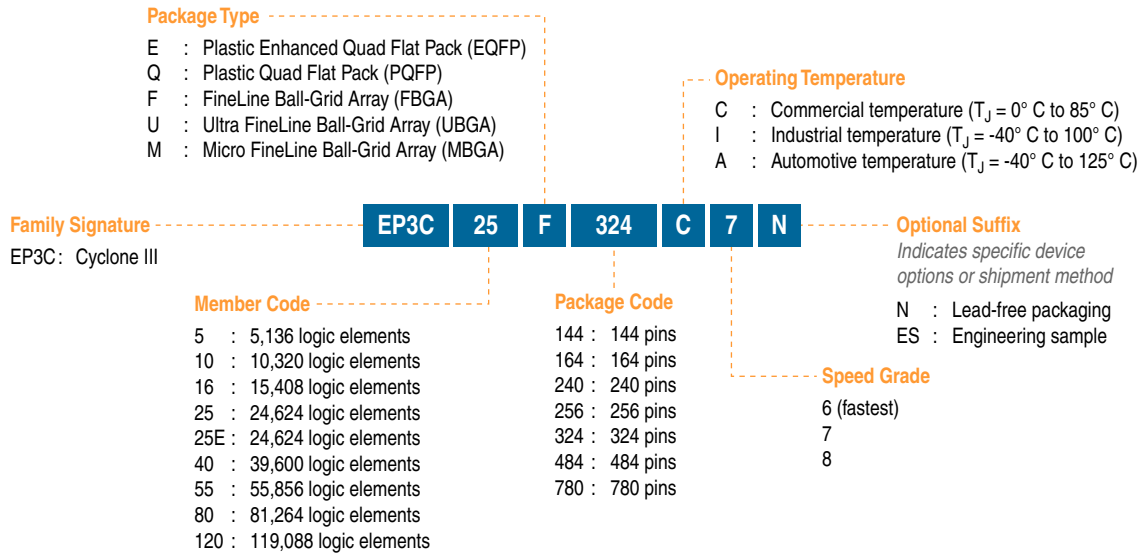 Package Type
E : Plastic Enhanced Quad Flat Pack (EQFP)
Q : Plastic Quad Flat Pack (PQFP)
F : FineLine Ball-Grid Array (FBGA)
U : Ultra FineLine Ball-Grid Array (UBGA)
M : Micro FineLine Ball-Grid Array (MBGA)
Operating Temperature
C : Commercial temperature (TJ = 0° C to 85° C)
I : Industrial temperature (TJ = -40° C to 100° C)
A : Automotive temperature (TJ = -40° C to 125° C)
EP3C 25 F 324 C 7 N
Family Signature
EP3C : Cyclone III
Optional Suffix
Indicates specific device
options or shipment method
N : Lead-free packaging
ES : Engineering sample
Member Code
5 : 5,136 logic elements
10 : 10,320 logic elements
16 : 15,408 logic elements
25 : 24,624 logic elements
25E : 24,624 logic elements
40 : 39,600 logic elements
55 : 55,856 logic elements
80 : 81,264 logic elements
120 : 119,088 logic elements
Package Code
144 : 144 pins
164 : 164 pins
240 : 240 pins
256 : 256 pins
324 : 324 pins
484 : 484 pins
780 : 780 pins
Speed Grade
6 (fastest)
7
8